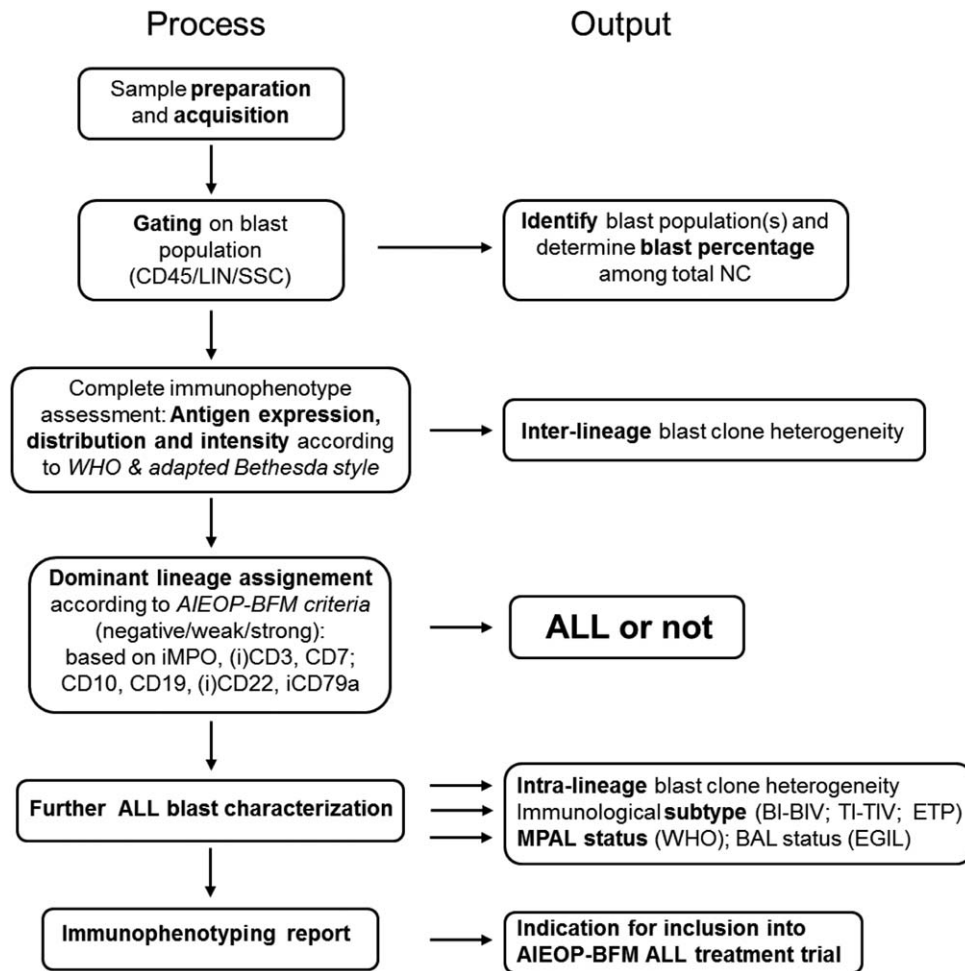 Process
Output
Sample preparation
and acquisition
Gating on blast
population
(CD45/LIN/SSC)
Identify blast population(s) and
determine blast percentage
among total NC
Complete immunophenotype
assessment: Antigen expression,
distribution and intensity according
to WHO & adapted Bethesda style
Inter-lineage blast clone heterogeneity
Dominant lineage assignement
according to AIEOP-BFM criteria
(negative/weak/strong):
based on iMPO, (i)CD3, CD7;
CD10, CD19, (i)CD22, iCD79a
ALL or not
Further ALL blast characterization
Intra-lineage blast clone heterogeneity
Immunological subtype (BI-BIV; TI-TIV; ETP)
MPAL status (WHO); BAL status (EGIL)
Immunophenotyping report
Indication for inclusion into
AIEOP-BFM ALL treatment trial